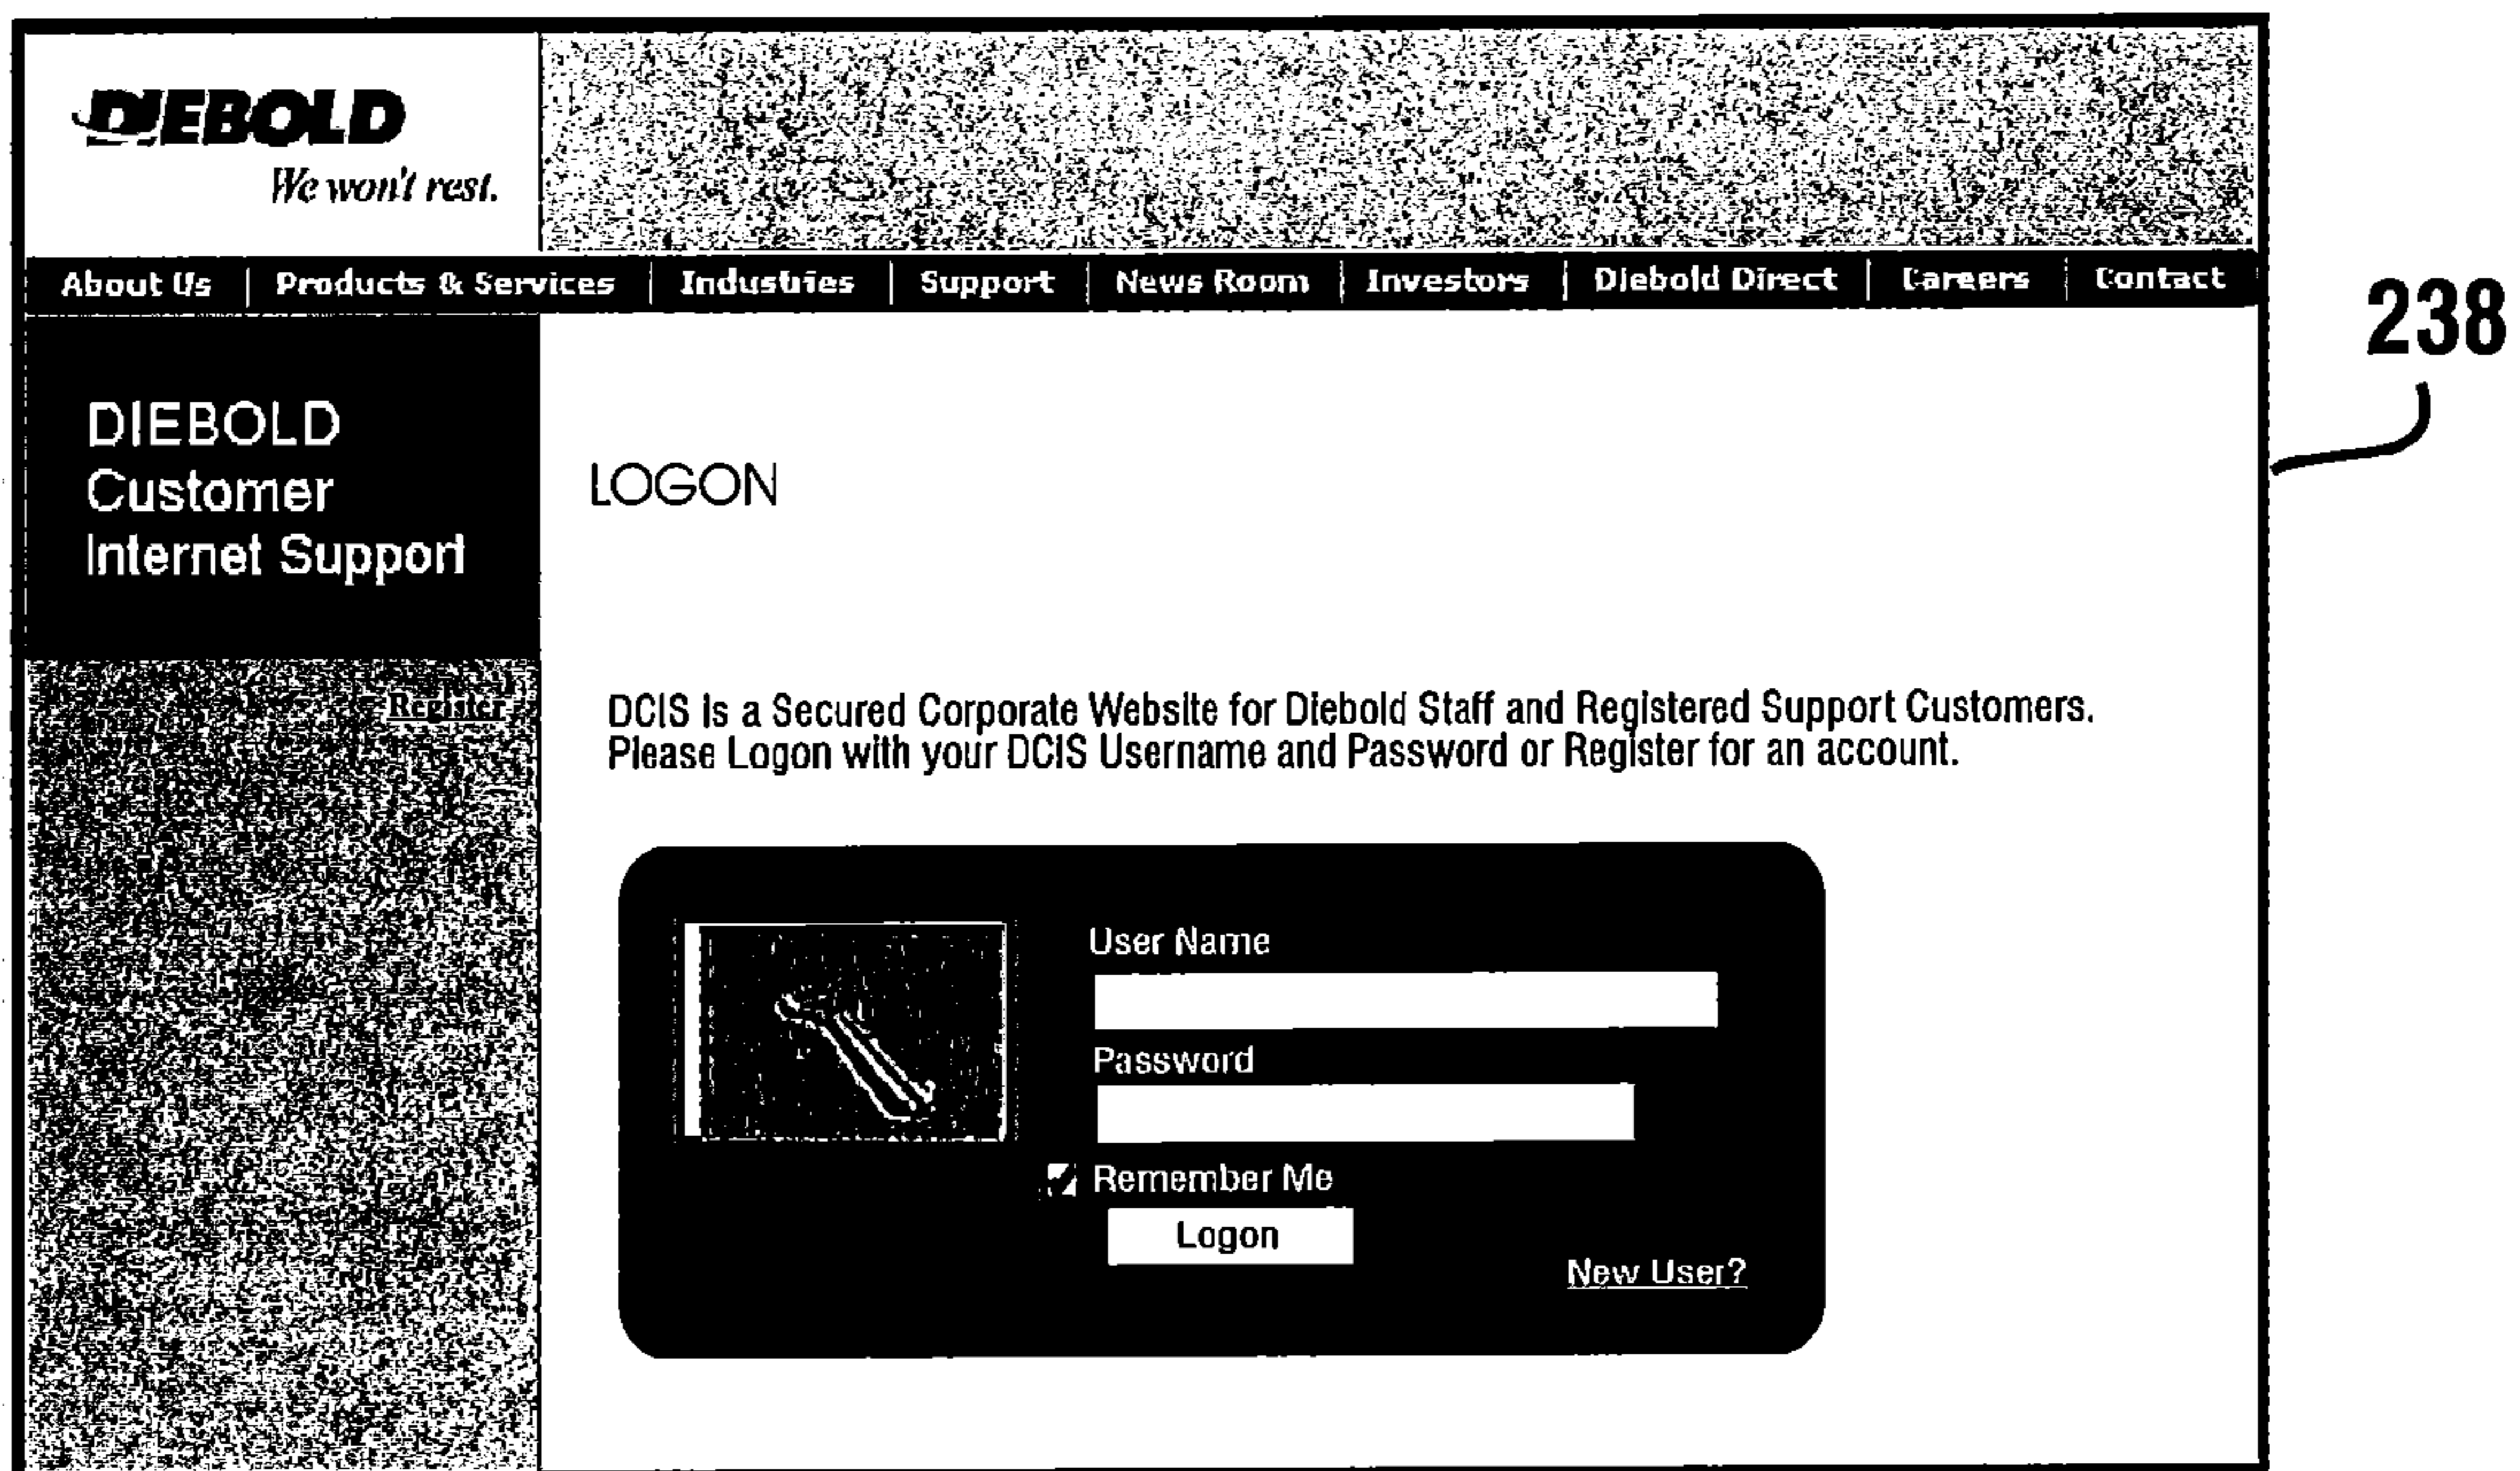 DIEBOLD
We won't rest.
About Us | Products & Services | Industries | Support | News Room | Investors | Diebold Direct | Careers | Contact
238
DIEBOLD
Customer
Internet Support
LOGON
Register
DCIS Is a Secured Corporate Website for Diebold Staff and Registered Support Customers.
Please Logon with your DCIS Username and Password or Register for an account.
User Name
Password
Remember Me
Logon
New User?